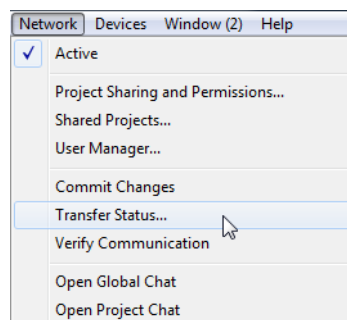 Network Devices Window (2) Help
Active
Project Sharing and Permissions...
Shared Projects...
User Manager...
Commit Changes
Transfer Status...
Verify Communication
Open Global Chat
Open Project Chat